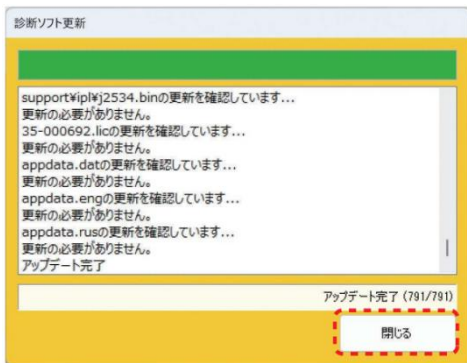 診断ソフト更新
support¥ipl¥j2534.binの更新を確認しています...
更新の必要がありません。
35-000692.licの更新を確認しています...
更新の必要がありません。
appdata.datの更新を確認しています...
更新の必要がありません。
appdata.engの更新を確認しています...
更新の必要がありません。
appdata.rusの更新を確認しています...
更新の必要がありません。
アップデート完了
アップデート完了 (791/791)
閉じる